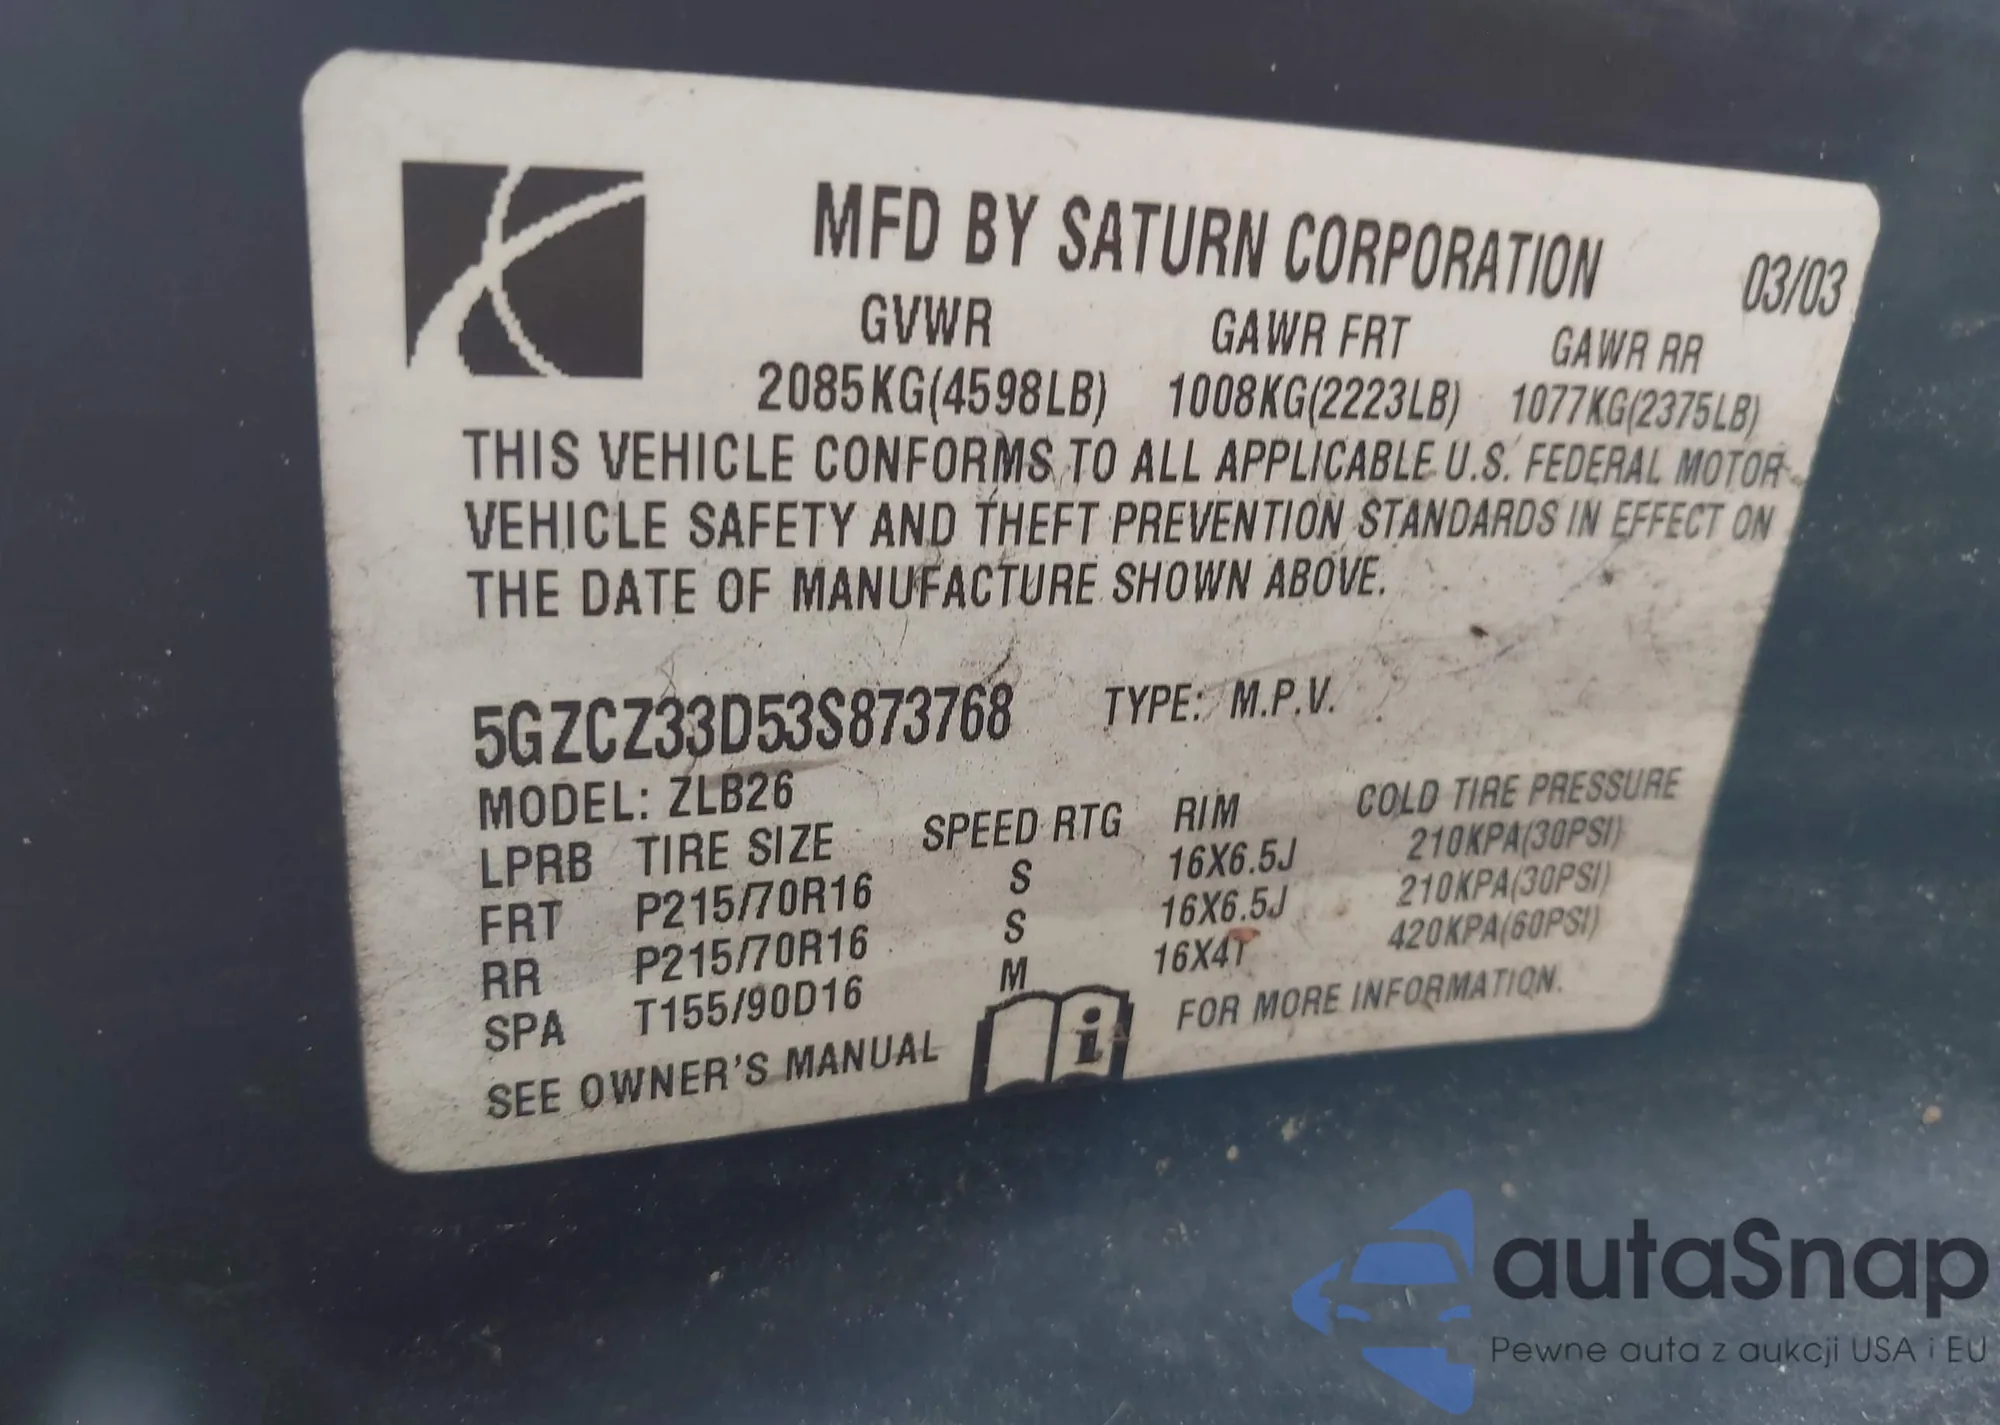 MFD BY SATURN CORPORATION 03/03
GVWR GAWR FRT GAWR RR
2085KG(4598LB) 1008KG(2223LB) 1077KG(2375LB)
THIS VEHICLE CONFORMS TO ALL APPLICABLE U.S. FEDERAL MOTOR
VEHICLE SAFETY AND THEFT PREVENTION STANDARDS IN EFFECT ON
THE DATE OF MANUFACTURE SHOWN ABOVE.
5GZCZ33D53S873768 TYPE: M.P.V.
MODEL: ZLB26
LPRB TIRE SIZE SPEED RTG RIM COLD TIRE PRESSURE
FRT P215/70R16 S 16X6.5J 210KPA(30PSI)
RR P215/70R16 S 16X6.5J 210KPA(30PSI)
SPA T155/90D16 M 16X4T 420KPA(60PSI)
SEE OWNER'S MANUAL i FOR MORE INFORMATION.
autaSnap
Pewne auta z aukcji USA i EU